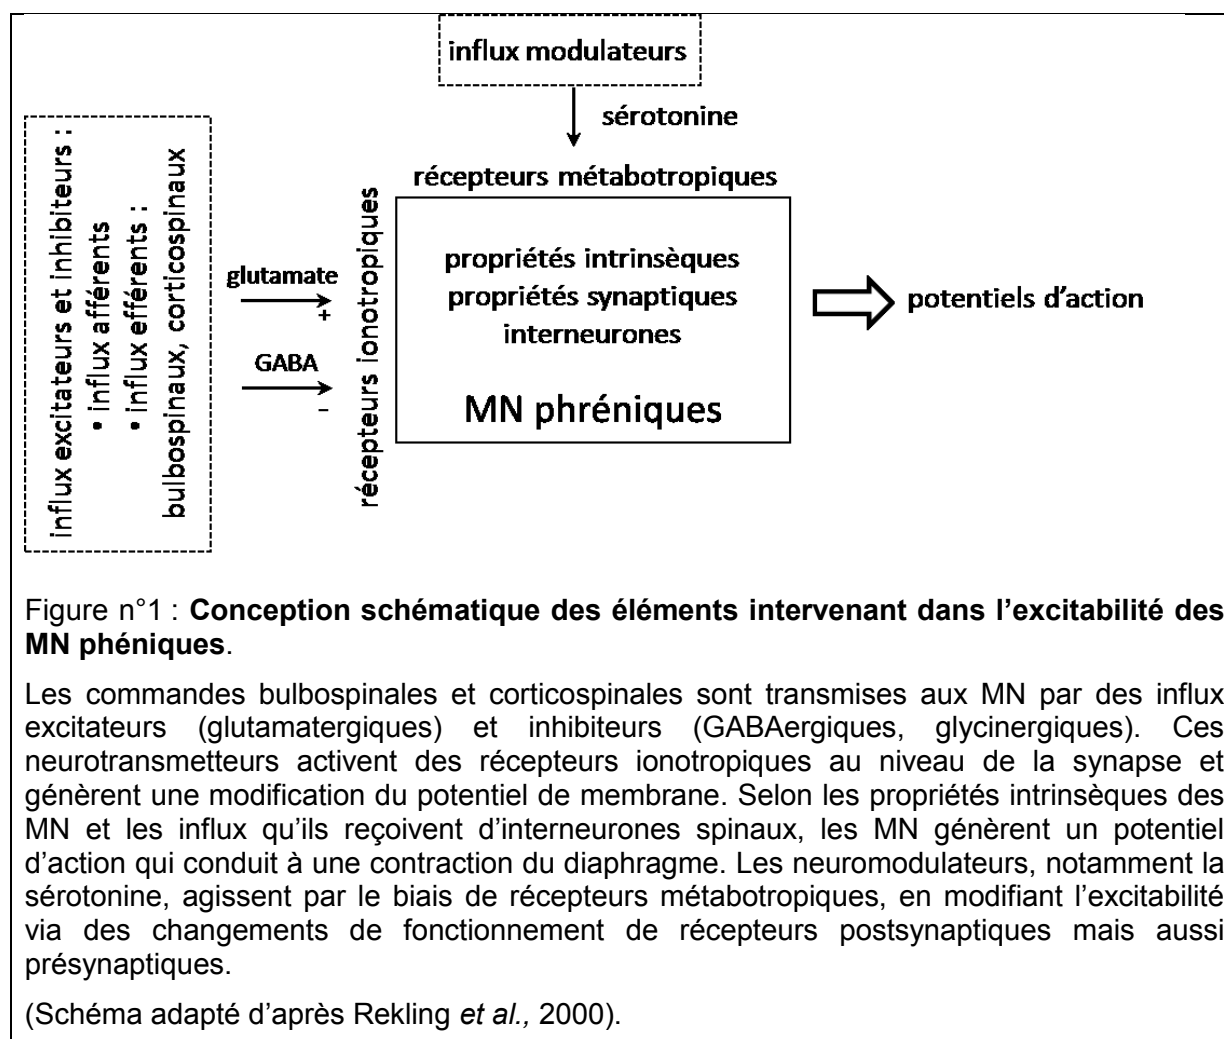 influx modulateurs
sérotonine
récepteurs métabotropiques
influx excitateurs et inhibiteurs :
• influx afférents
• influx efférents :
bulbospinaux, corticospinaux
glutamate
+
GABA
-
récepteurs ionotropiques
propriétés intrinsèques
propriétés synaptiques
interneurones
MN phréniques
potentiels d'action
Figure n°1 : Conception schématique des éléments intervenant dans l'excitabilité des
MN phéniques.
Les commandes bulbospinales et corticospinales sont transmises aux MN par des influx
excitateurs (glutamatergiques) et inhibiteurs (GABAergiques, glycinergiques). Ces
neurotransmetteurs activent des récepteurs ionotropiques au niveau de la synapse et
génèrent une modification du potentiel de membrane. Selon les propriétés intrinsèques des
MN et les influx qu'ils reçoivent d'interneurones spinaux, les MN génèrent un potentiel
d'action qui conduit à une contraction du diaphragme. Les neuromodulateurs, notamment la
sérotonine, agissent par le biais de récepteurs métabotropiques, en modifiant l'excitabilité
via des changements de fonctionnement de récepteurs postsynaptiques mais aussi
présynaptiques.
(Schéma adapté d'après Rekling et al., 2000).